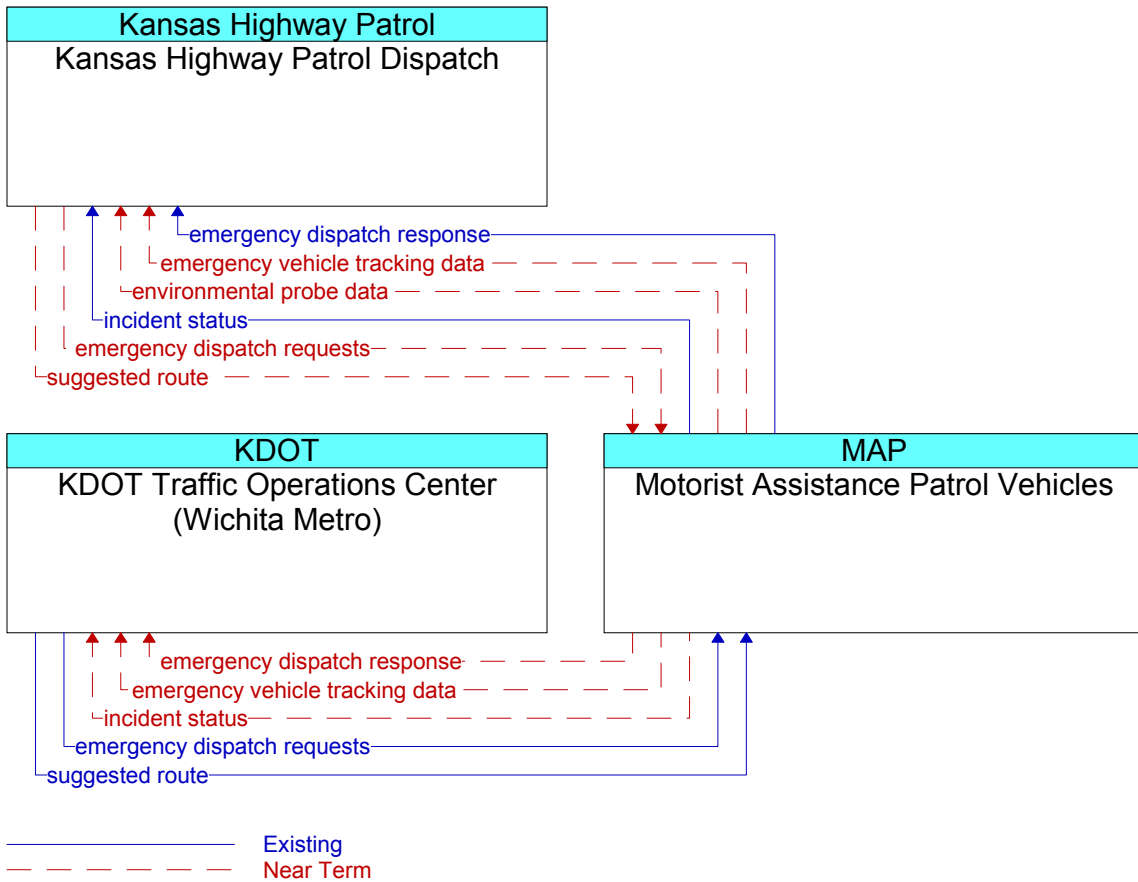 Kansas Highway Patrol
Kansas Highway Patrol Dispatch
emergency dispatch response
emergency vehicle tracking data
environmental probe data
incident status
emergency dispatch requests
suggested route
KDOT
KDOT Traffic Operations Center
(Wichita Metro)
MAP
Motorist Assistance Patrol Vehicles
emergency dispatch response
emergency vehicle tracking data
incident status
emergency dispatch requests
suggested route
Existing
Near Term